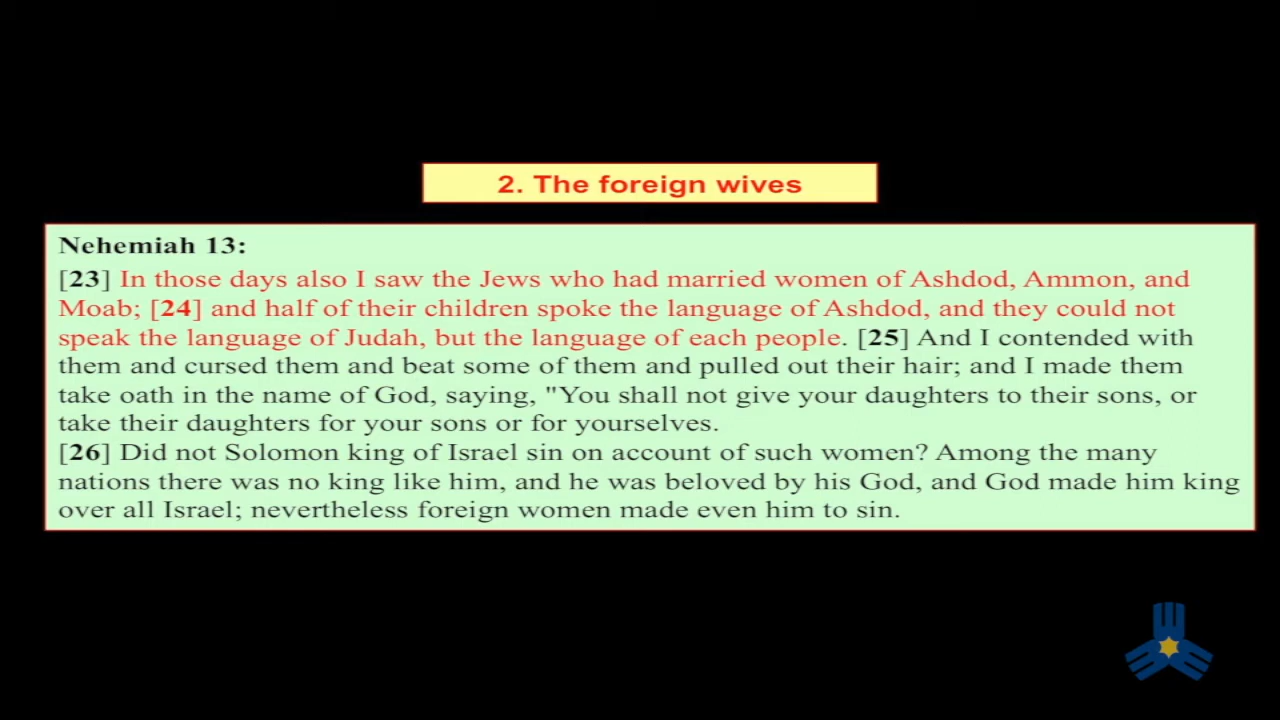 2. The foreign wives
Nehemiah 13:
[23] In those days also I saw the Jews who had married women of Ashdod, Ammon, and
Moab; [24] and half of their children spoke the language of Ashdod, and they could not
speak the language of Judah, but the language of each people. [25] And I contended with
them and cursed them and beat some of them and pulled out their hair; and I made them
take oath in the name of God, saying, "You shall not give your daughters to their sons, or
take their daughters for your sons or for yourselves.
[26] Did not Solomon king of Israel sin on account of such women? Among the many
nations there was no king like him, and he was beloved by his God, and God made him king
over all Israel; nevertheless foreign women made even him to sin.